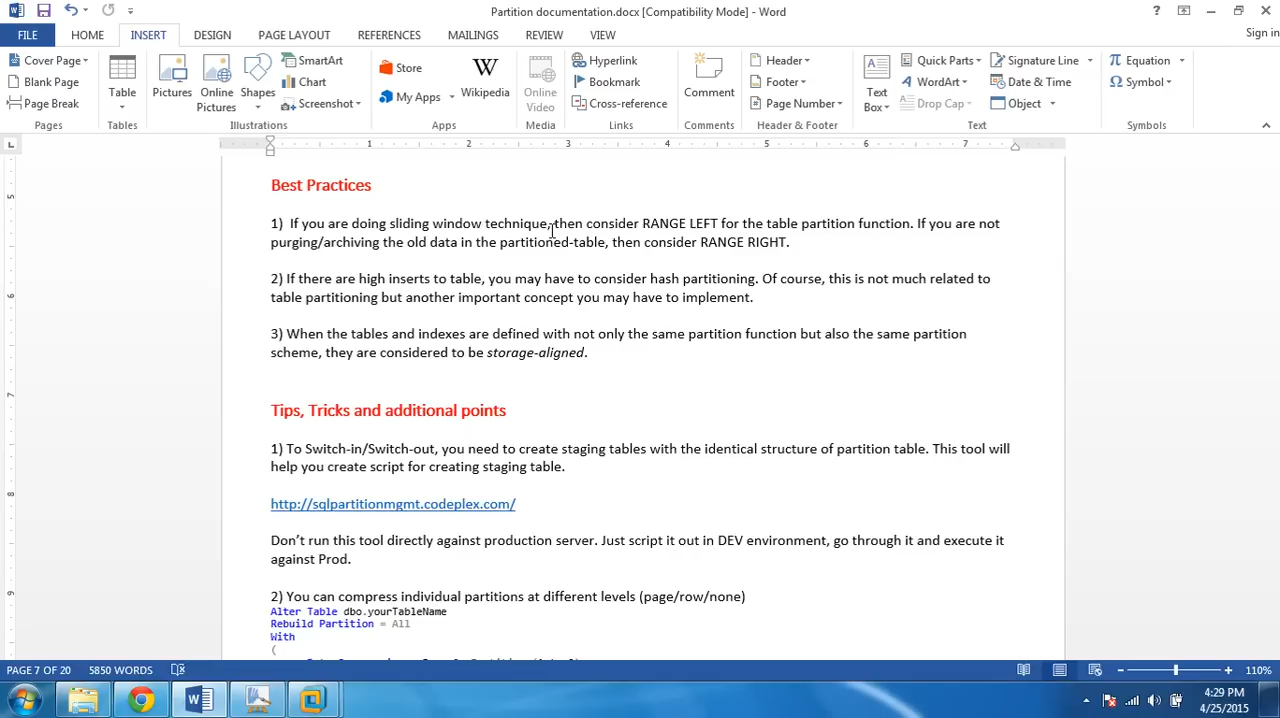 Partition documentation.docx [Compatibility Mode] - Word
?
Sign in
FILE HOME INSERT DESIGN PAGE LAYOUT REFERENCES MAILINGS REVIEW VIEW
Cover Page
Blank Page
Page Break
Pages
Table
Tables
Pictures
Online Pictures
Shapes
SmartArt
Chart
Screenshot
Illustrations
Store
My Apps
Wikipedia
Apps
Online Video
Media
Hyperlink
Bookmark
Cross-reference
Links
Comment
Comments
Header
Footer
Page Number
Header & Footer
Text Box
Quick Parts
WordArt
Drop Cap
Signature Line
Date & Time
Object
Text
Equation
Symbol
Symbols
1 2 3 4 5 6 7
5
6
7
8
9
Best Practices
1) If you are doing sliding window technique, then consider RANGE LEFT for the table partition function. If you are not
purging/archiving the old data in the partitioned-table, then consider RANGE RIGHT.
2) If there are high inserts to table, you may have to consider hash partitioning. Of course, this is not much related to
table partitioning but another important concept you may have to implement.
3) When the tables and indexes are defined with not only the same partition function but also the same partition
scheme, they are considered to be storage-aligned.
Tips, Tricks and additional points
1) To Switch-in/Switch-out, you need to create staging tables with the identical structure of partition table. This tool will
help you create script for creating staging table.
http://sqlpartitionmgmt.codeplex.com/
Don’t run this tool directly against production server. Just script it out in DEV environment, go through it and execute it
against Prod.
2) You can compress individual partitions at different levels (page/row/none)
Alter Table dbo.yourTableName
Rebuild Partition = All
With
(
PAGE 7 OF 20 5850 WORDS
110%
4:29 PM
4/25/2015